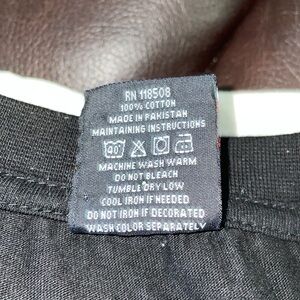 RN 118508
100% COTTON
MADE IN PAKISTAN
MAINTAINING INSTRUCTIONS
40°
MACHINE WASH WARM
DO NOT BLEACH
TUMBLE DRY LOW
COOL IRON IF NEEDED
DO NOT IRON IF DECORATED
WASH COLOR SEPARATELY